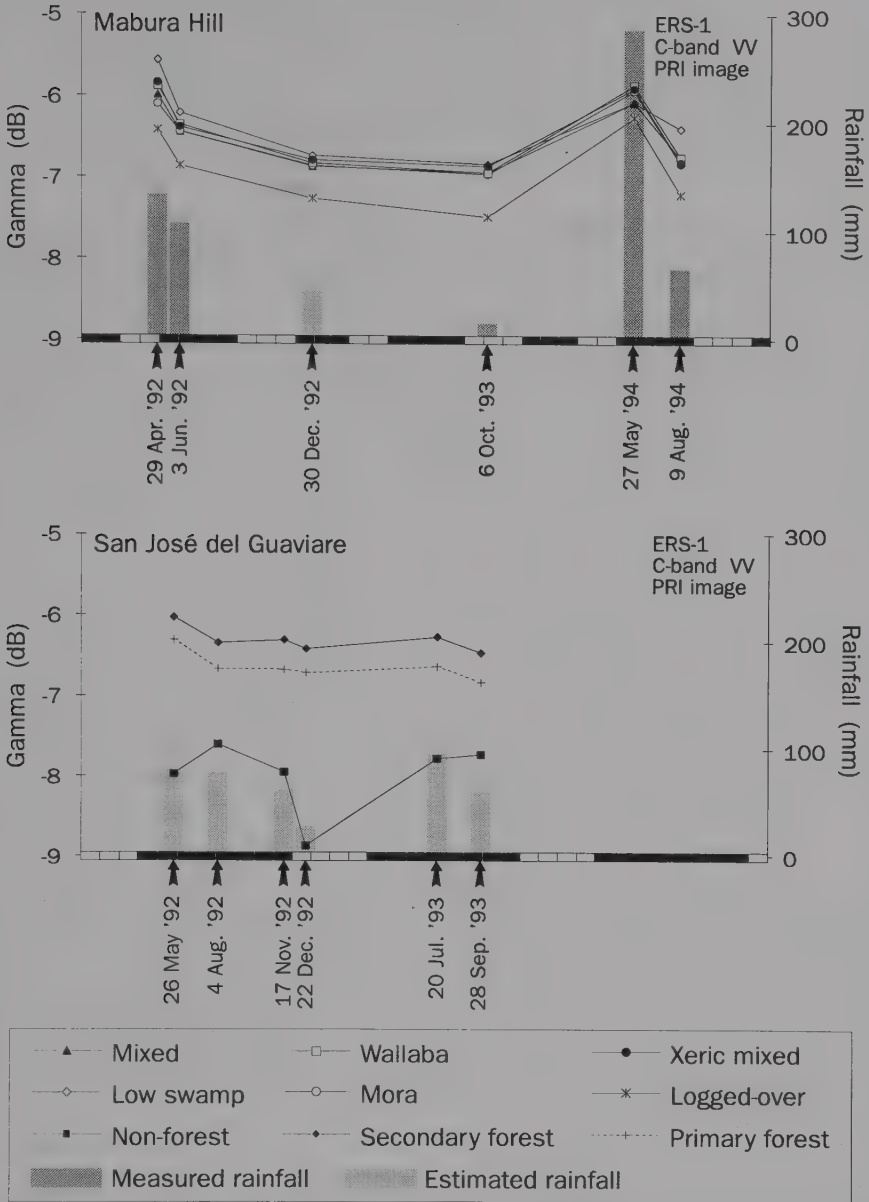 Mabura Hill
ERS-1
C-band VV
PRI image
Gamma (dB)
-5
-6
-7
-8
-9
Rainfall (mm)
300
200
100
0
29 Apr. '92
3 Jun. '92
30 Dec. '92
6 Oct. '93
27 May '94
9 Aug. '94
San José del Guaviare
ERS-1
C-band VV
PRI image
Gamma (dB)
-5
-6
-7
-8
-9
Rainfall (mm)
300
200
100
0
26 May '92
4 Aug. '92
17 Nov. '92
22 Dec. '92
20 Jul. '93
28 Sep. '93
Mixed
Wallaba
Xeric mixed
Low swamp
Mora
Logged-over
Non-forest
Secondary forest
Primary forest
Measured rainfall
Estimated rainfall